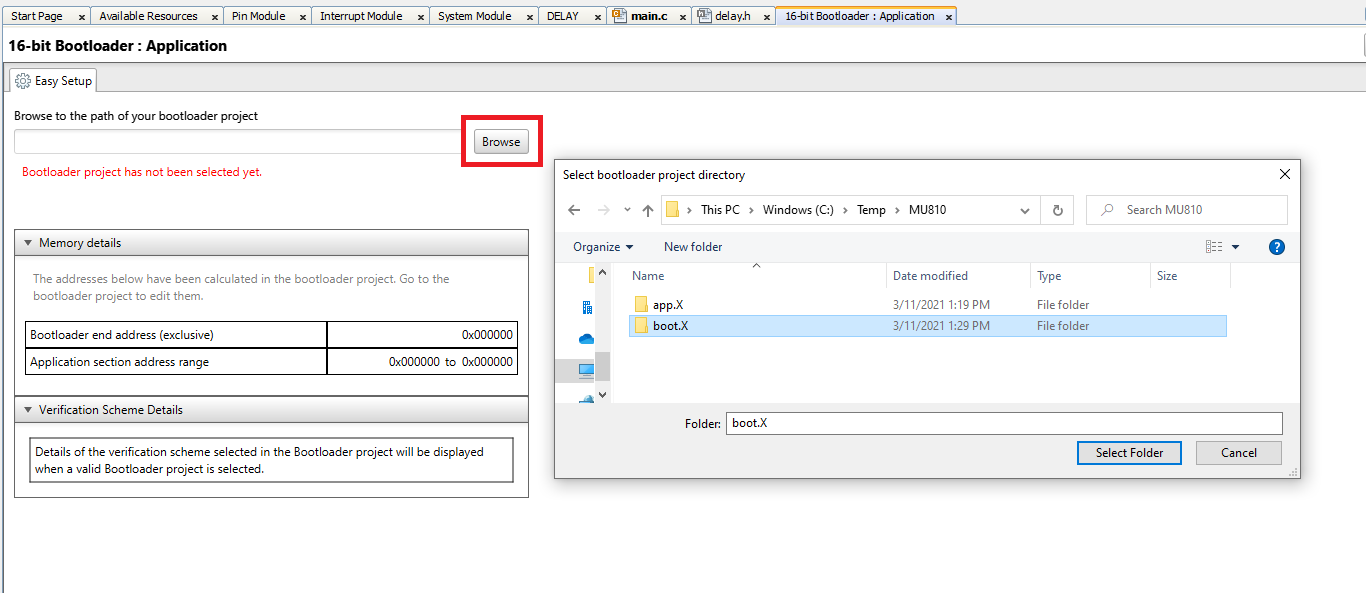 Start Page x Available Resources x Pin Module x Interrupt Module x System Module x DELAY x main.c x delay.h x 16-bit Bootloader : Application x
16-bit Bootloader : Application
Easy Setup
Browse to the path of your bootloader project
Browse
Bootloader project has not been selected yet.
Memory details
The addresses below have been calculated in the bootloader project. Go to the
bootloader project to edit them.
Bootloader end address (exclusive) 0x000000
Application section address range 0x000000 to 0x000000
Verification Scheme Details
Details of the verification scheme selected in the Bootloader project will be displayed
when a valid Bootloader project is selected.
Select bootloader project directory
This PC > Windows (C:) > Temp > MU810
Search MU810
Organize New folder
?
Name Date modified Type Size
app.X 3/11/2021 1:19 PM File folder
boot.X 3/11/2021 1:29 PM File folder
Folder: boot.X
Select Folder Cancel